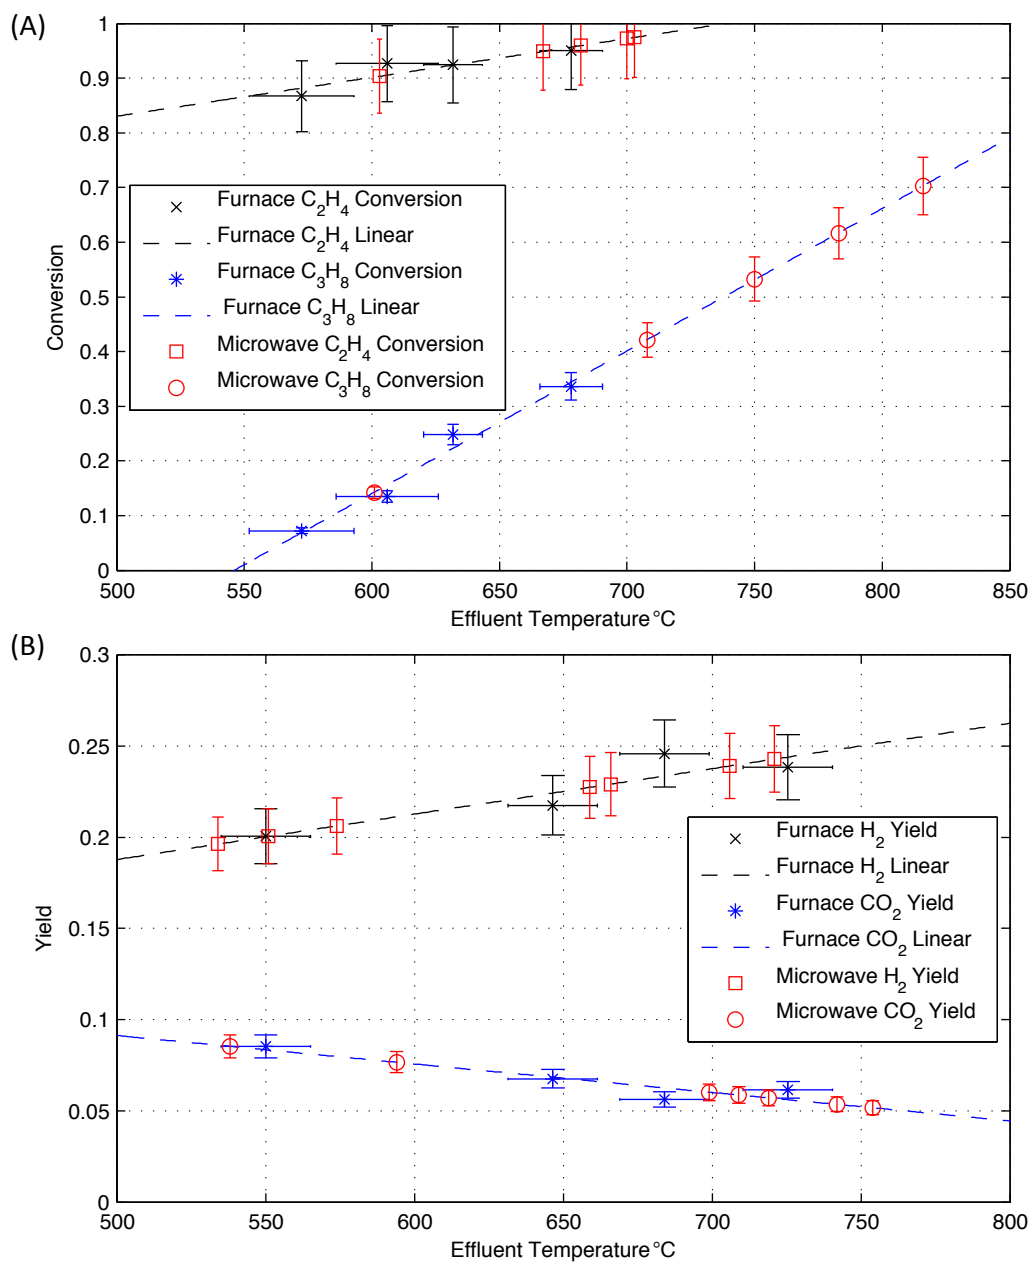 (A)
1
0.9
0.8
0.7
0.6
0.5
0.4
0.3
0.2
0.1
0
Conversion
Furnace C2H4 Conversion
Furnace C2H4 Linear
Furnace C3H8 Conversion
Furnace C3H8 Linear
Microwave C2H4 Conversion
Microwave C3H8 Conversion
500 550 600 650 700 750 800 850
Effluent Temperature °C
(B)
0.3
0.25
0.2
0.15
0.1
0.05
0
Yield
Furnace H2 Yield
Furnace H2 Linear
Furnace CO2 Yield
Furnace CO2 Linear
Microwave H2 Yield
Microwave CO2 Yield
500 550 600 650 700 750 800
Effluent Temperature °C